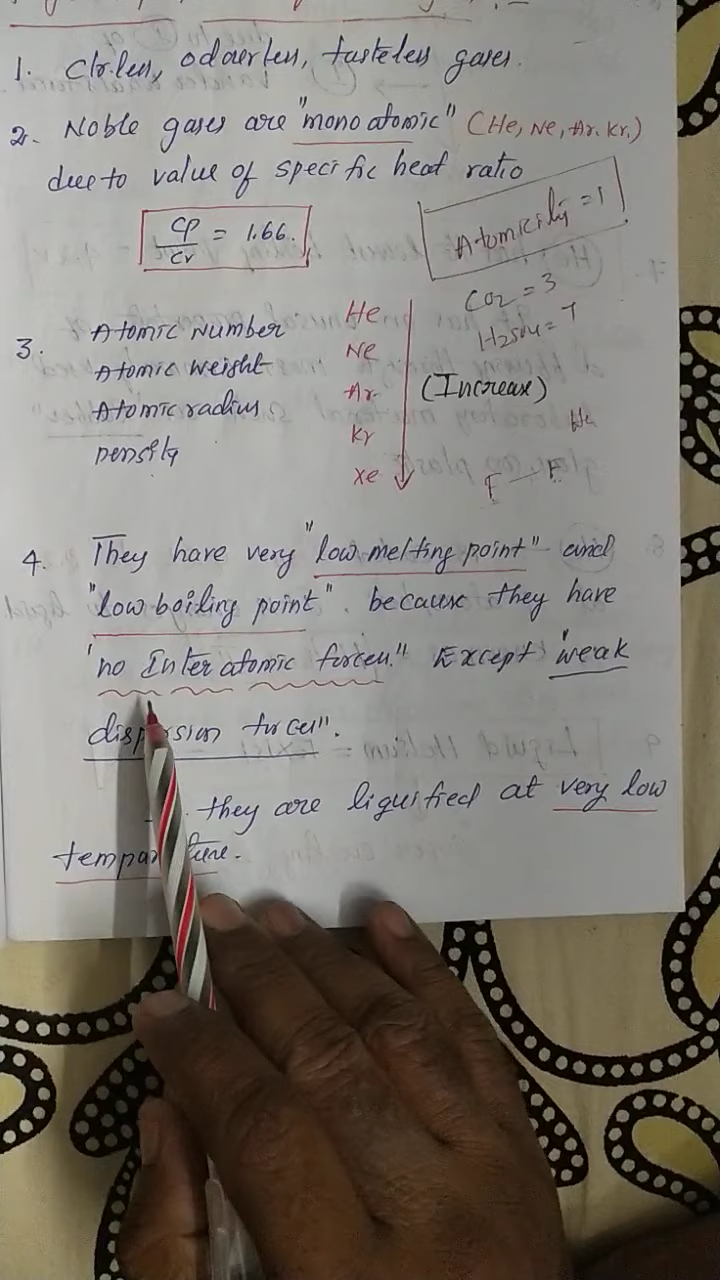 1. Clrless, odourless, tasteless gases.
2. Noble gases are "mono atomic" (He, Ne, Ar. Kr.)
due to value of specific heat ratio
Cp/Cv = 1.66.
Atomicity = 1
CO2 = 3
H2SO4 = 7
3. Atomic Number
Atomic weight
Atomic radius
Density
He
Ne
Ar
Kr
Xe
(Increase)
He
F - F
4. They have very "low melting point" and
"low boiling point". because they have
"no Inter atomic forces." Except "weak
dispersion forces".
they are liquified at very low
temparature.